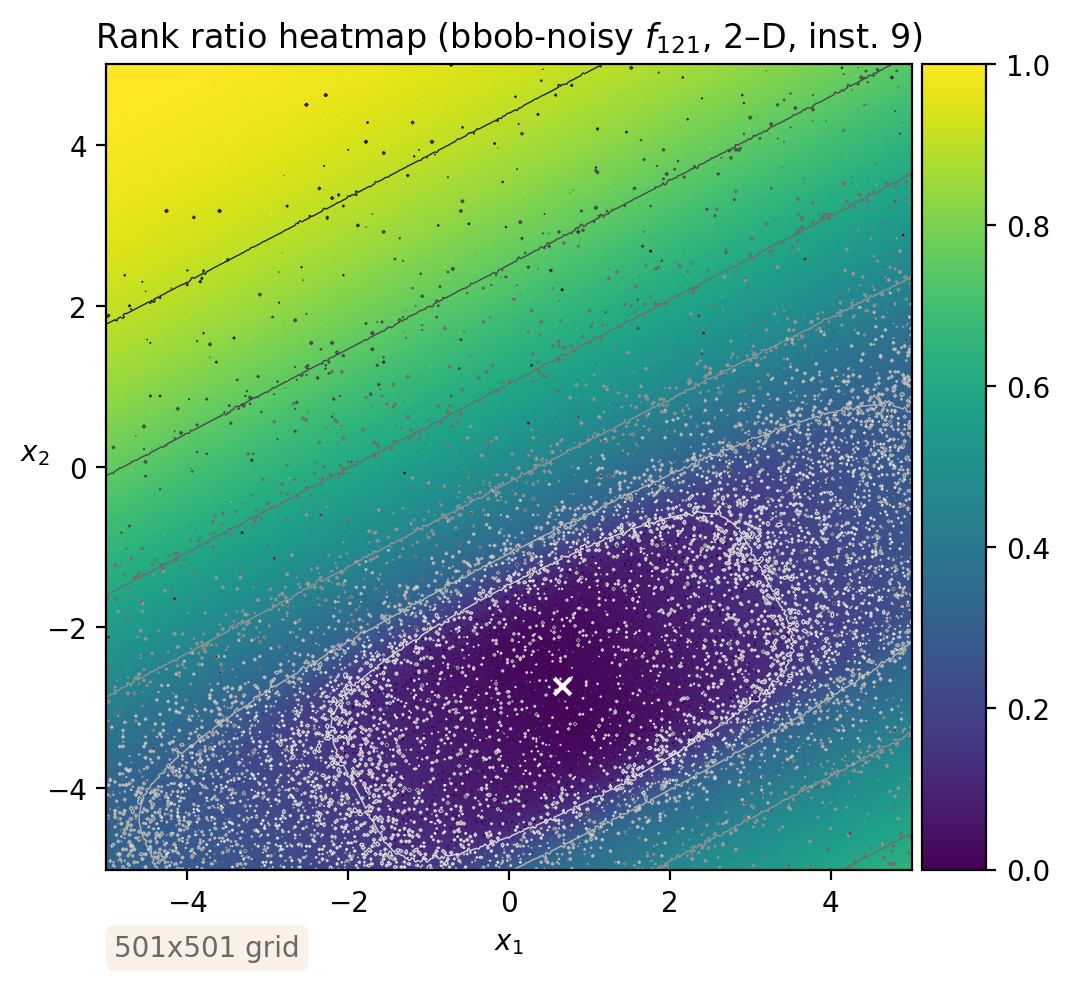 Rank ratio heatmap (bbob-noisy f₁₂₁, 2–D, inst. 9)
1.0
0.8
0.6
0.4
0.2
0.0
4
2
0
−2
−4
x₂
−4 −2 0 2 4
x₁
501x501 grid